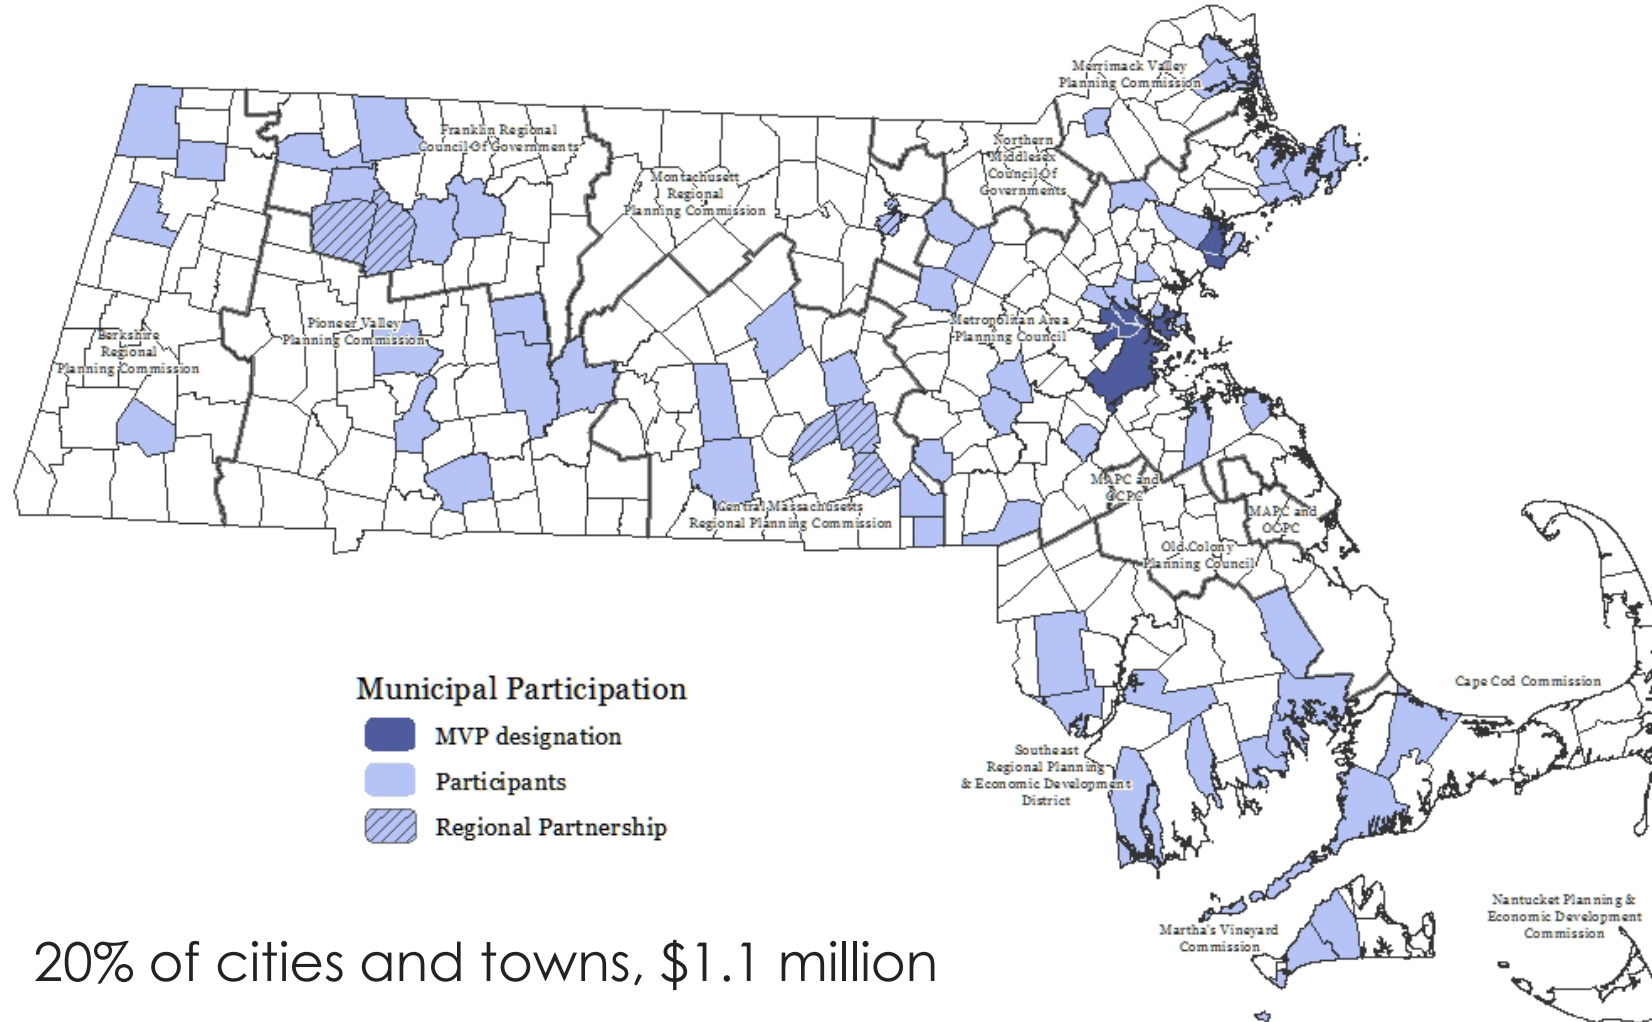 Merrimack Valley
Planning Commission
Northern
Middlesex
Council Of
Governments
Franklin Regional
Council Of Governments
Montachusett
Regional
Planning Commission
Metropolitan Area
Planning Council
Pioneer Valley
Planning Commission
Berkshire
Regional
Planning Commission
Central Massachusetts
Regional Planning Commission
MAPC and
OCPC
MAPC and
OCPC
Old Colony
Planning Council
Cape Cod Commission
Southeast
Regional Planning
& Economic Development
District
Municipal Participation
MVP designation
Participants
Regional Partnership
Martha's Vineyard
Commission
Nantucket Planning &
Economic Development
Commission
20% of cities and towns, $1.1 million